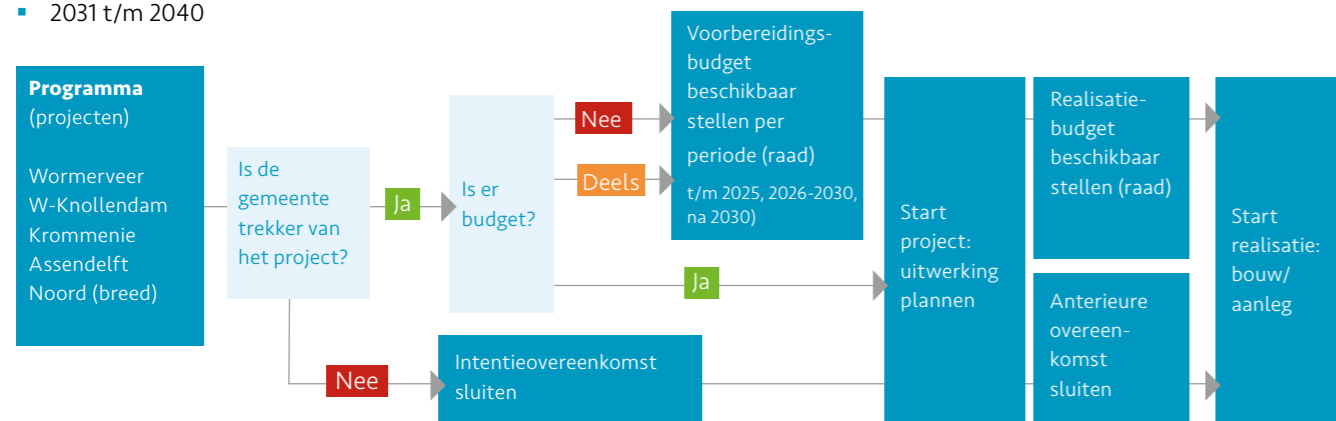 ▪ 2031 t/m 2040
Programma
(projecten)
Wormerveer
W-Knollendam
Krommenie
Assendelft
Noord (breed)
Is de
gemeente
trekker van
het project?
Ja
Nee
Is er
budget?
Nee
Deels
Ja
Voorbereidings-
budget
beschikbaar
stellen per
periode (raad)
t/m 2025, 2026-2030,
na 2030)
Intentieovereenkomst
sluiten
Start
project:
uitwerking
plannen
Realisatie-
budget
beschikbaar
stellen (raad)
Anterieure
overeen-
komst
sluiten
Start
realisatie:
bouw/
aanleg